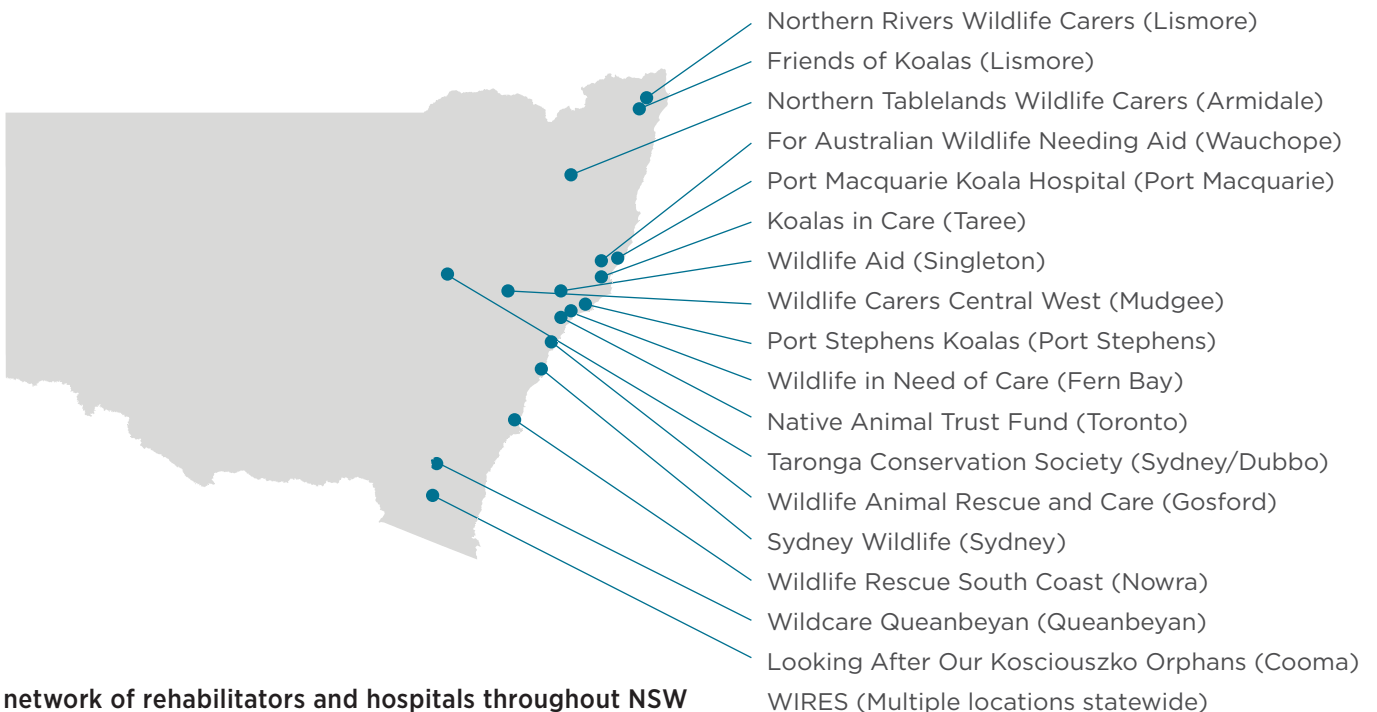 Northern Rivers Wildlife Carers (Lismore)
Friends of Koalas (Lismore)
Northern Tablelands Wildlife Carers (Armidale)
For Australian Wildlife Needing Aid (Wauchope)
Port Macquarie Koala Hospital (Port Macquarie)
Koalas in Care (Taree)
Wildlife Aid (Singleton)
Wildlife Carers Central West (Mudgee)
Port Stephens Koalas (Port Stephens)
Wildlife in Need of Care (Fern Bay)
Native Animal Trust Fund (Toronto)
Taronga Conservation Society (Sydney/Dubbo)
Wildlife Animal Rescue and Care (Gosford)
Sydney Wildlife (Sydney)
Wildlife Rescue South Coast (Nowra)
Wildcare Queanbeyan (Queanbeyan)
Looking After Our Kosciouszko Orphans (Cooma)
WIRES (Multiple locations statewide)
network of rehabilitators and hospitals throughout NSW